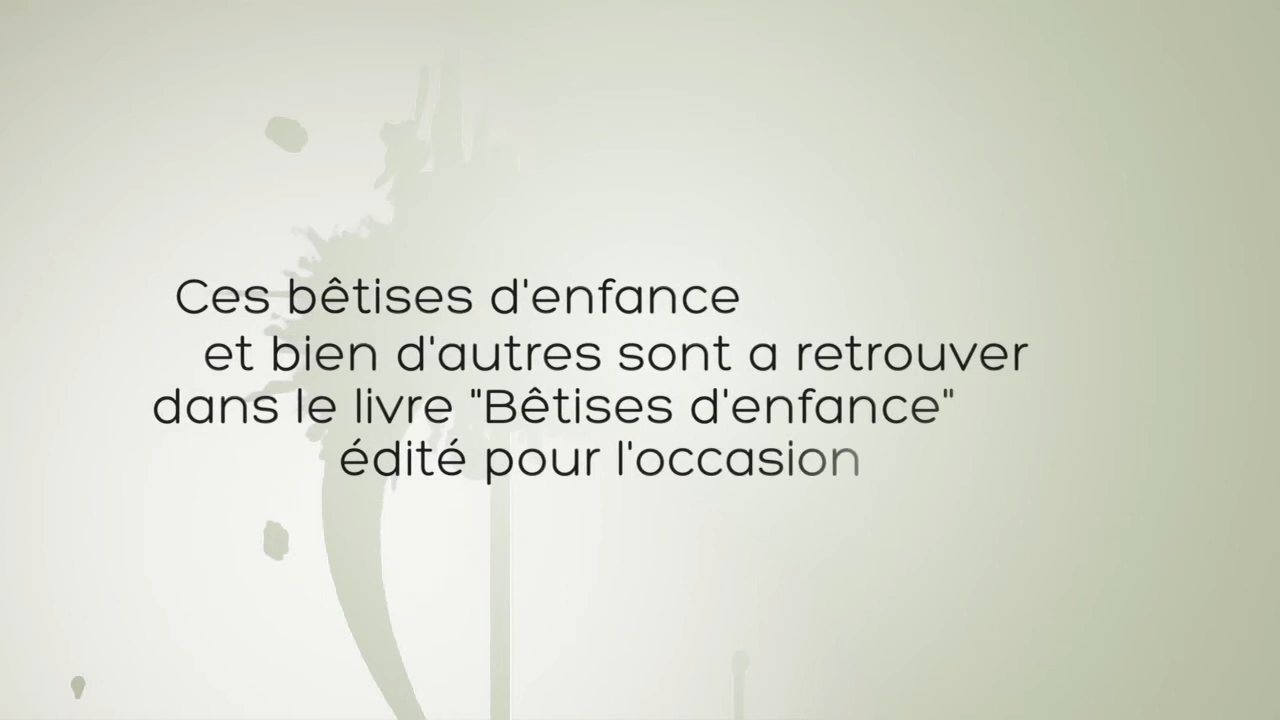 Ces bêtises d'enfance
et bien d'autres sont a retrouver
dans le livre "Bêtises d'enfance"
édité pour l'occasion